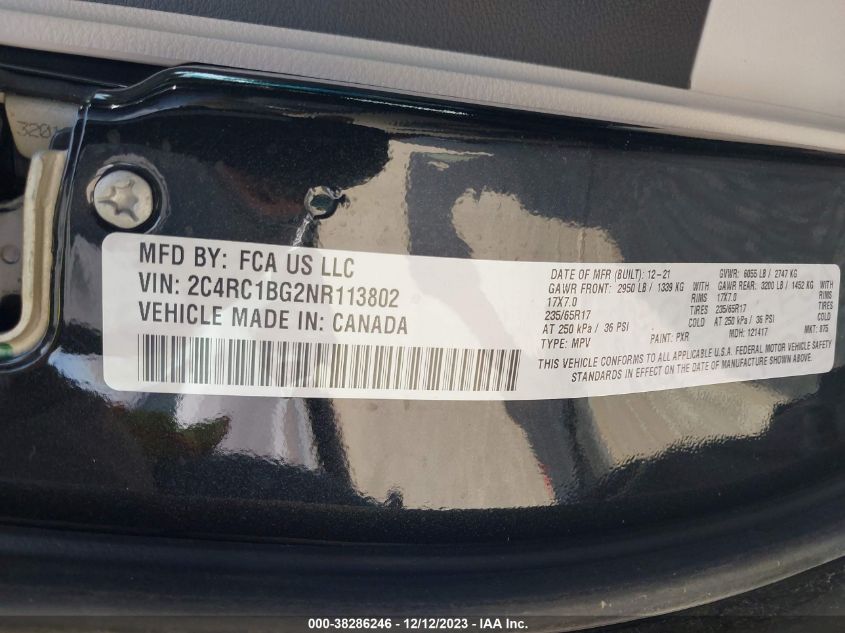 3201
MFD BY: FCA US LLC
VIN: 2C4RC1BG2NR113802
VEHICLE MADE IN: CANADA
DATE OF MFR (BUILT): 12-21 GVWR: 6055 LB / 2747 KG
GAWR FRONT: 2950 LB / 1339 KG GAWR REAR: 3200 LB / 1452 KG
17X7.0 TIRES 17X7.0 TIRES
235/65R17 COLD 235/65R17 COLD
AT 250 kPa / 36 PSI AT 250 kPa / 36 PSI
TYPE: MPV PAINT: PXR MDH: 121417 MKT: 875
THIS VEHICLE CONFORMS TO ALL APPLICABLE U.S.A. FEDERAL MOTOR VEHICLE SAFETY
STANDARDS IN EFFECT ON THE DATE OF MANUFACTURE SHOWN ABOVE.
000-38286246 - 12/12/2023 - IAA Inc.